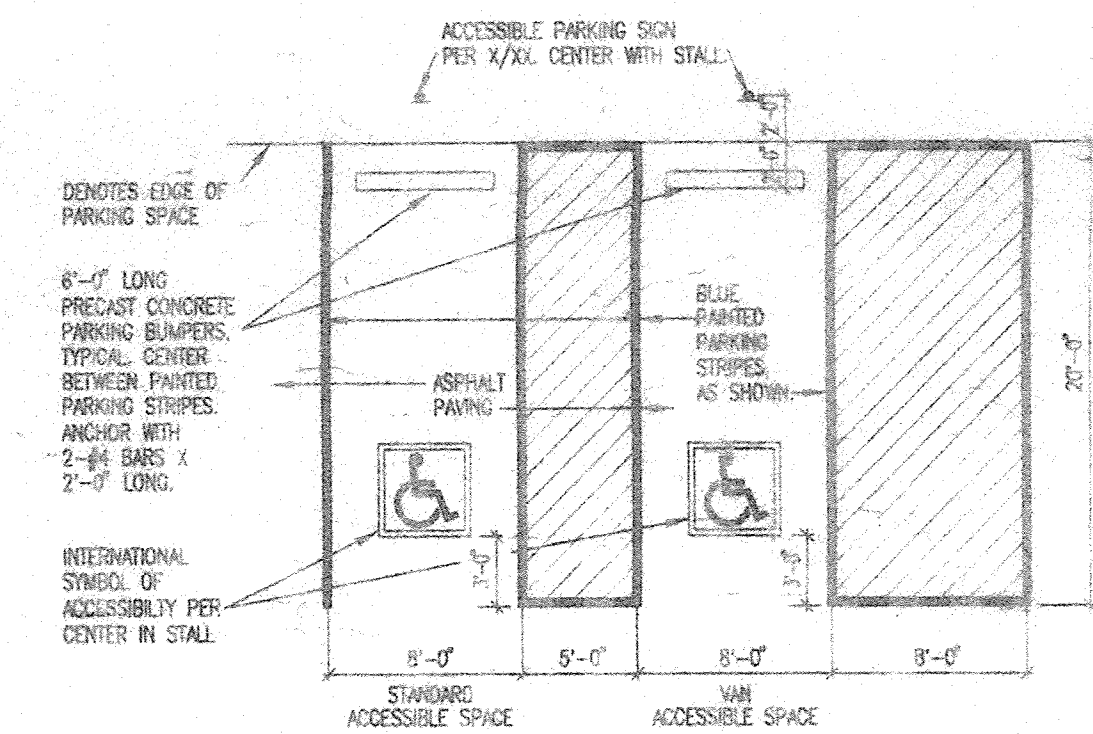 ACCESSIBLE PARKING SIGN
PER X/XX. CENTER WITH STALL
2'-0"
DENOTES EDGE OF
PARKING SPACE
6'-0" LONG
PRECAST CONCRETE
PARKING BUMPERS,
TYPICAL. CENTER
BETWEEN PAINTED
PARKING STRIPES.
ANCHOR WITH
2-#4 BARS X
2'-0" LONG.
BLUE
PAINTED
PARKING
STRIPES,
AS SHOWN
ASPHALT
PAVING
20'-0"
INTERNATIONAL
SYMBOL OF
ACCESSIBILTY PER
CENTER IN STALL
3'-0"
3'-0"
8'-0"
5'-0"
8'-0"
8'-0"
STANDARD
ACCESSIBLE SPACE
VAN
ACCESSIBLE SPACE